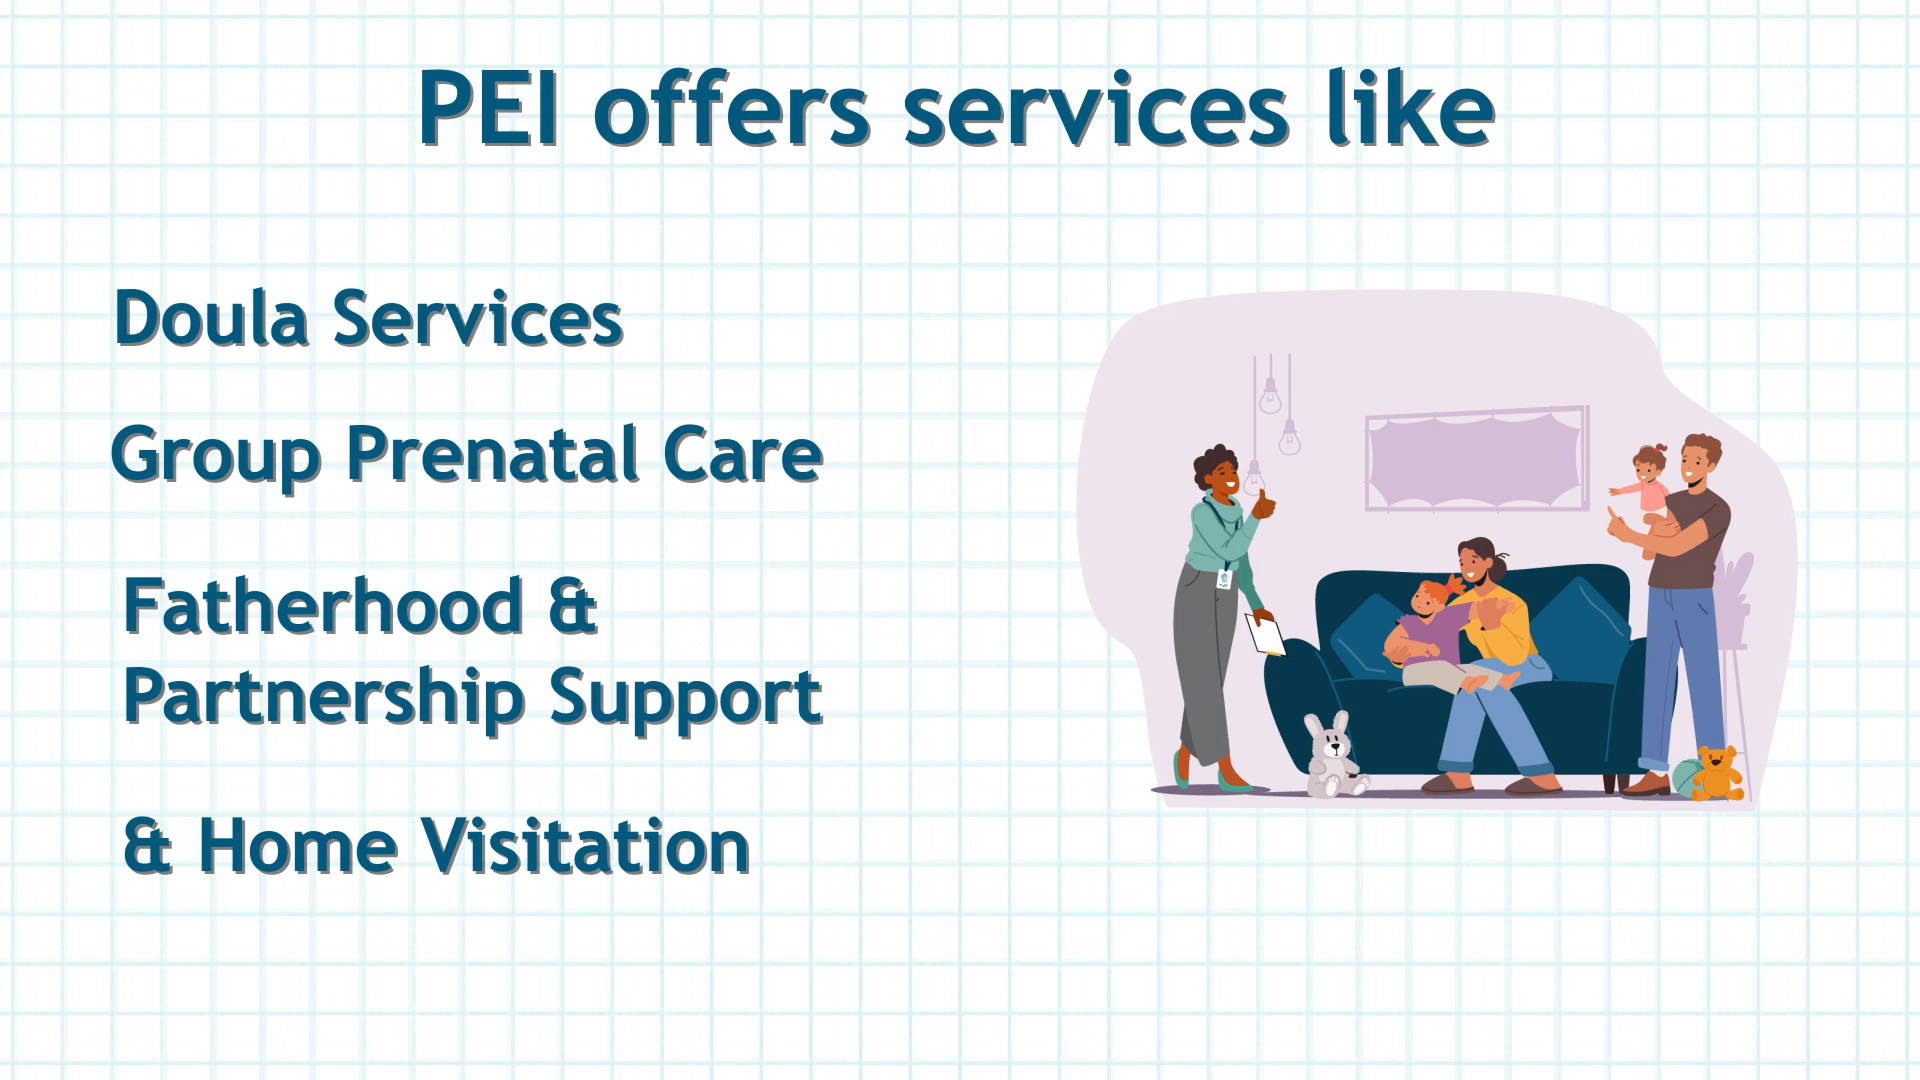 PEI offers services like
Doula Services
Group Prenatal Care
Fatherhood &
Partnership Support
& Home Visitation